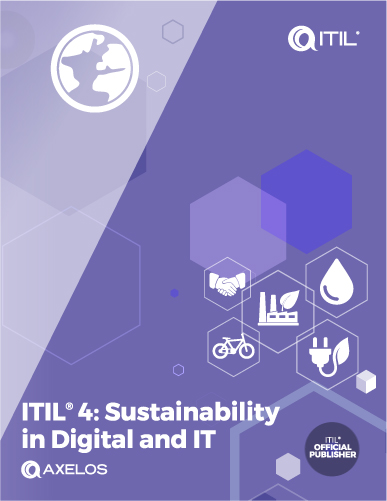 ITIL®
ITIL® 4: Sustainability
in Digital and IT
AXELOS
ITIL®
OFFICIAL
PUBLISHER